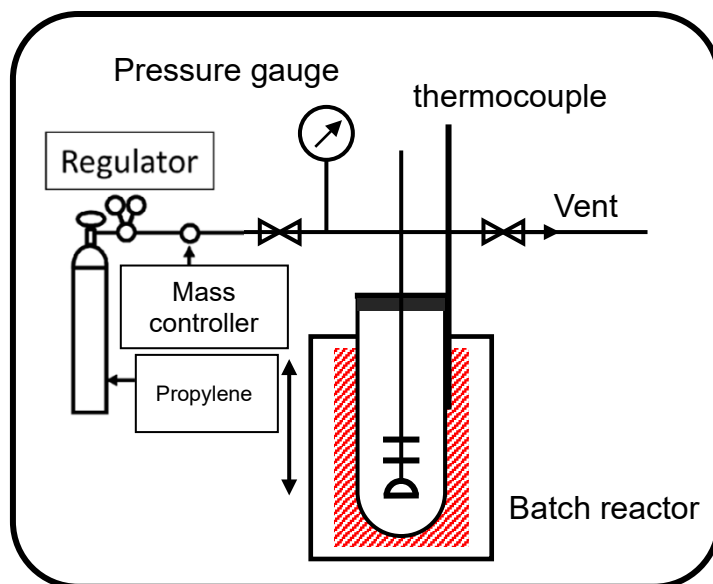 Pressure gauge
thermocouple
Regulator
Vent
Mass
controller
Propylene
Batch reactor